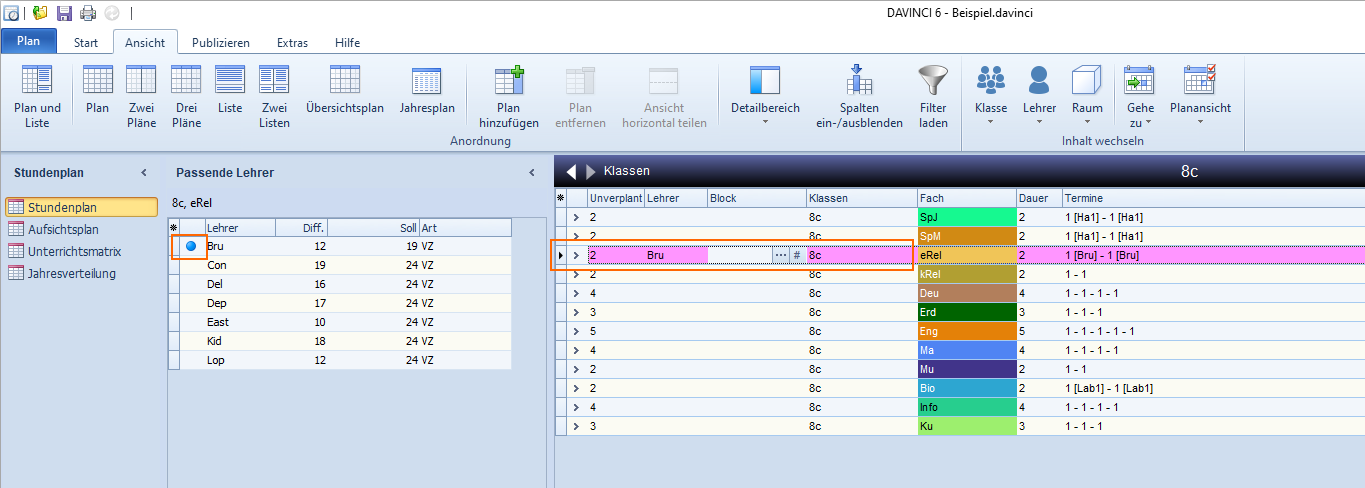 DAVINCI 6 - Beispiel.davinci
Plan Start Ansicht Publizieren Extras Hilfe
Plan und Liste
Plan
Zwei Pläne
Drei Pläne
Liste
Zwei Listen
Übersichtsplan
Jahresplan
Plan hinzufügen
Plan entfernen
Ansicht horizontal teilen
Detailbereich
Spalten ein-/ausblenden
Filter laden
Klasse
Lehrer
Raum
Gehe zu
Planansicht
Anordnung
Inhalt wechseln
Stundenplan
Stundenplan
Aufsichtsplan
Unterrichtsmatrix
Jahresverteilung
Passende Lehrer
8c, eRel
Lehrer Diff. Soll Art
Bru 12 19 VZ
Con 19 24 VZ
Del 16 24 VZ
Dep 17 24 VZ
East 10 24 VZ
Kid 18 24 VZ
Lop 12 24 VZ
Klassen 8c
Unverplant Lehrer Block Klassen Fach Dauer Termine
2 8c SpJ 2 1 [Ha1] - 1 [Ha1]
2 8c SpM 2 1 [Ha1] - 1 [Ha1]
2 Bru ... # 8c eRel 2 1 [Bru] - 1 [Bru]
2 8c kRel 2 1 - 1
4 8c Deu 4 1 - 1 - 1 - 1
3 8c Erd 3 1 - 1 - 1
5 8c Eng 5 1 - 1 - 1 - 1 - 1
4 8c Ma 4 1 - 1 - 1 - 1
2 8c Mu 2 1 - 1
2 8c Bio 2 1 [Lab1] - 1 [Lab1]
4 8c Info 4 1 - 1 - 1 - 1
3 8c Ku 3 1 - 1 - 1